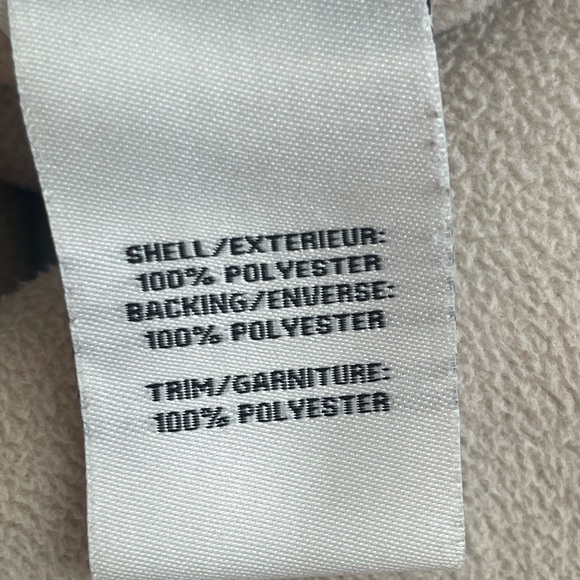 SHELL/EXTERIEUR:
100% POLYESTER
BACKING/ENVERSE:
100% POLYESTER
TRIM/GARNITURE:
100% POLYESTER